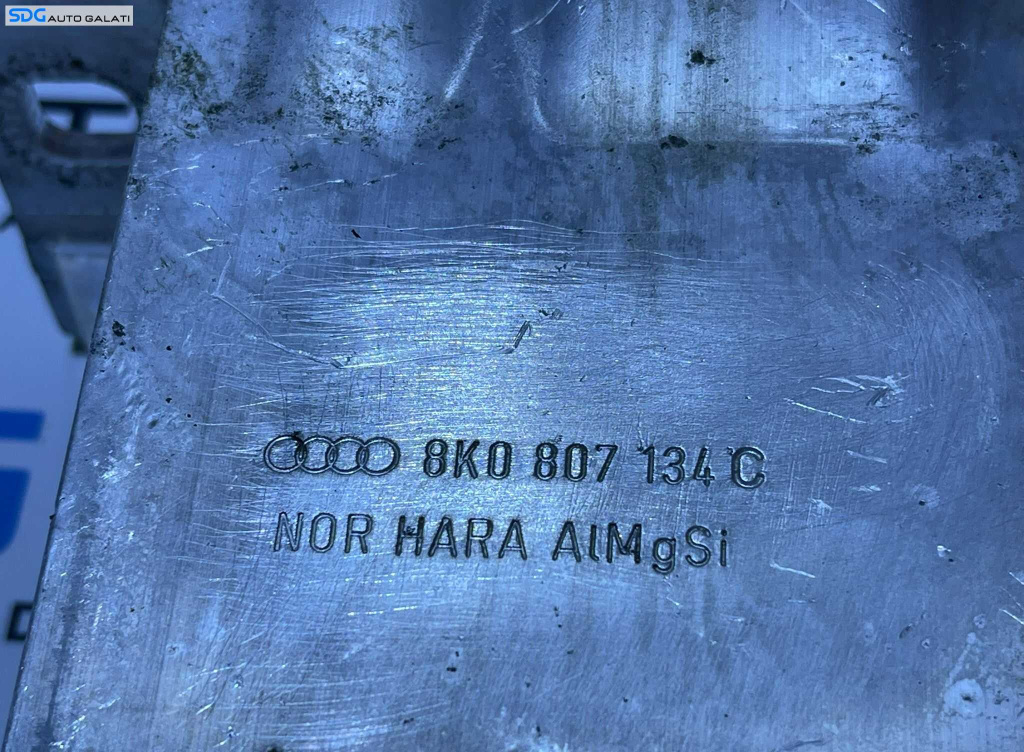 SDG AUTO GALATI
8K0 807 134 C
NOR HARA AlMgSi